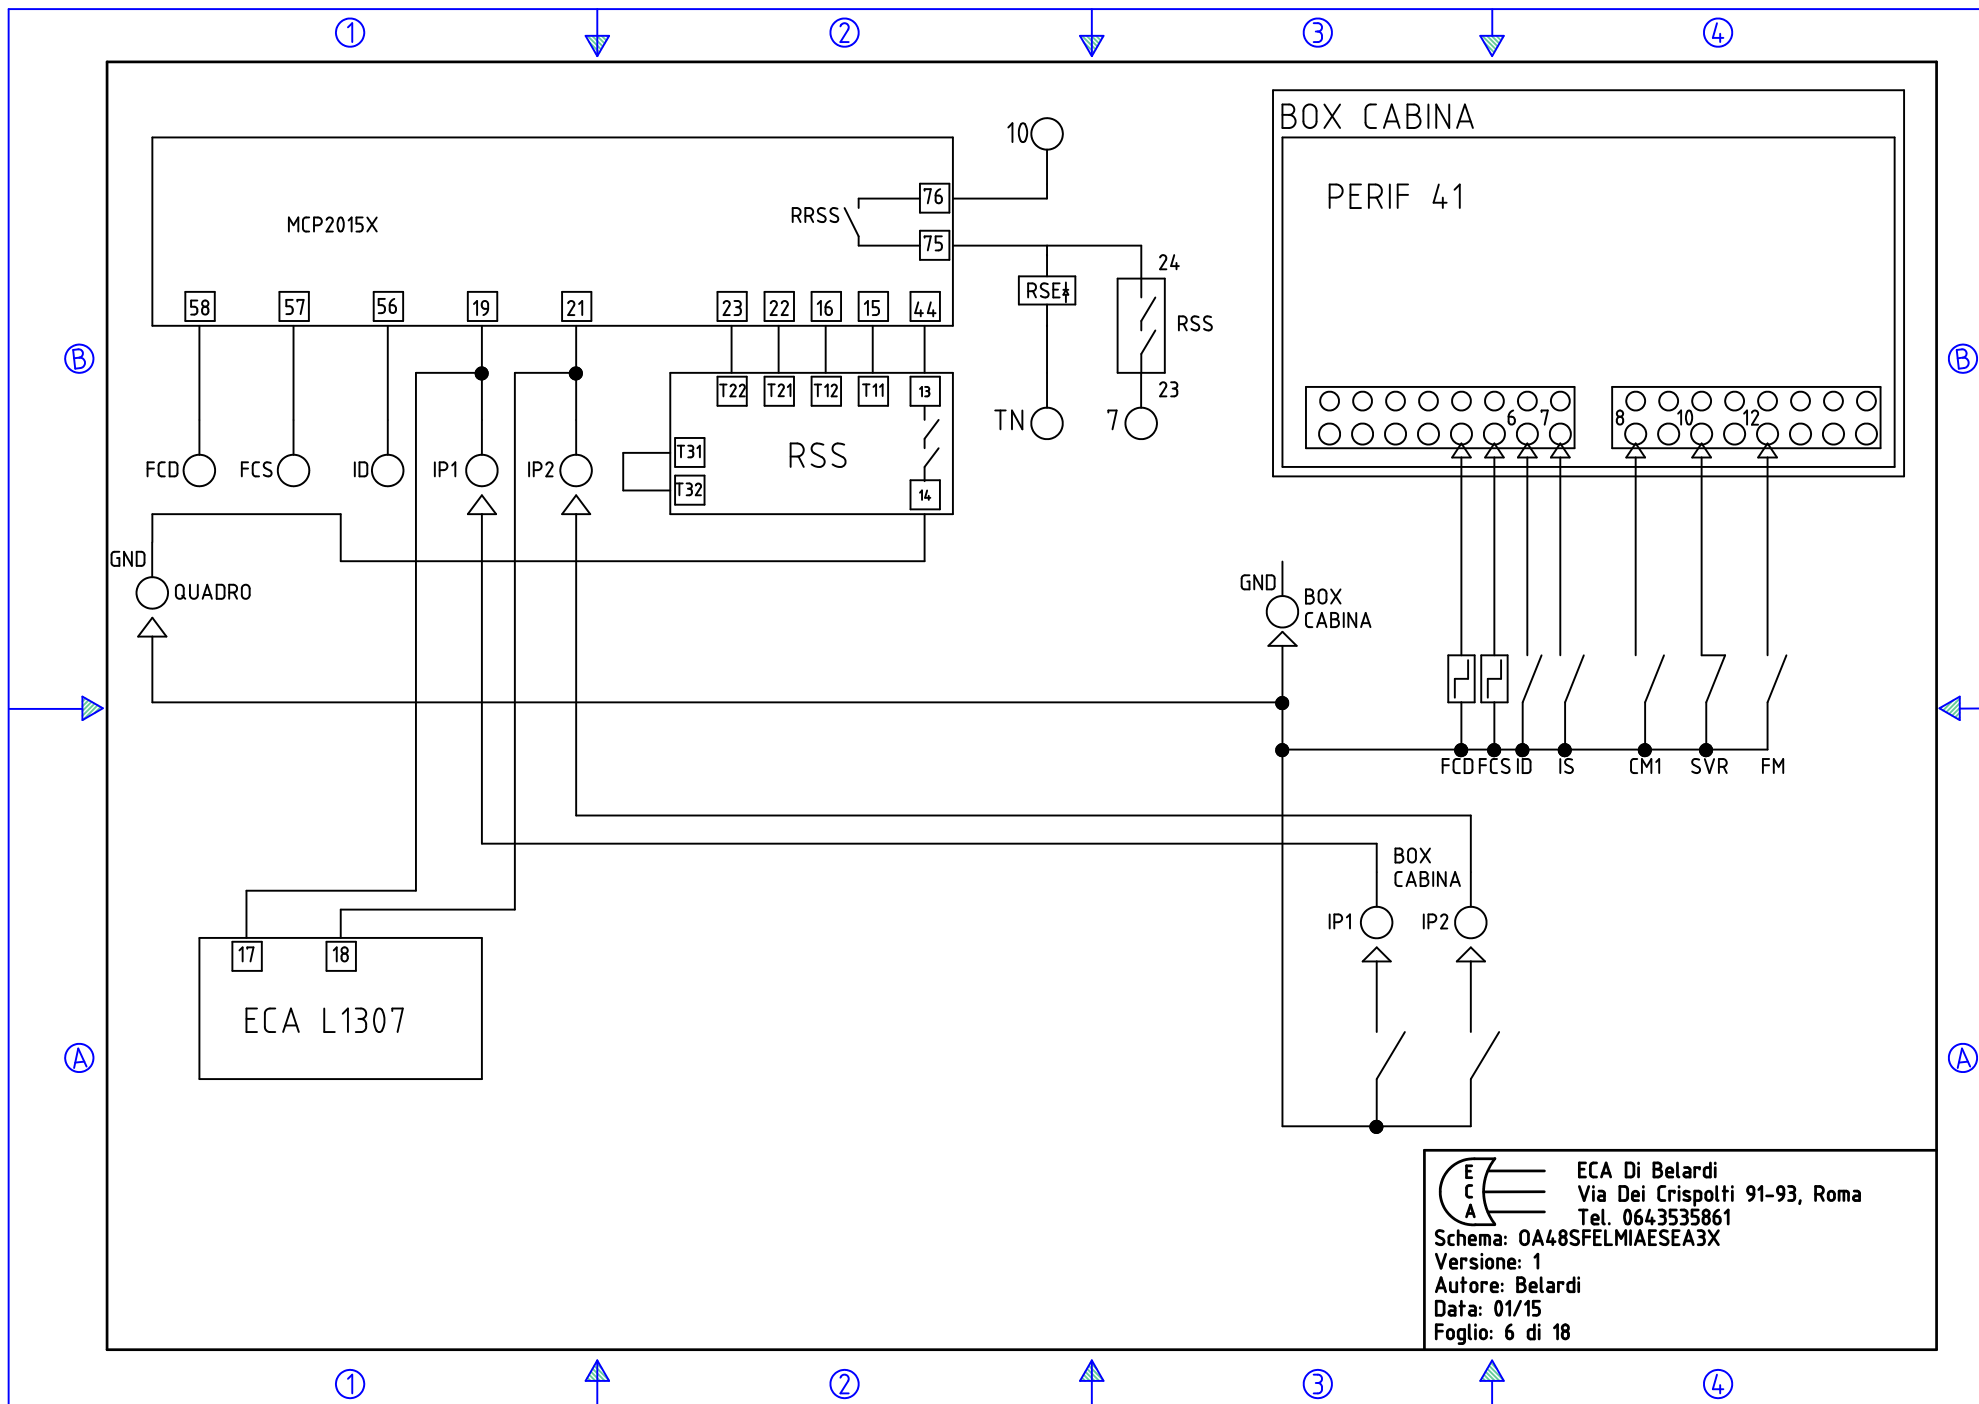 1 2 3 4
BOX CABINA
PERIF 41
10
76
RRSS
75
MCP2015X
24
RSE
RSS
23
58 57 56 19 21 23 22 16 15 44
B B
T22 T21 T12 T11 13
TN 7
6 7 8 10 12
T31
RSS
T32
14
FCD FCS ID IP1 IP2
GND
QUADRO
GND
BOX
CABINA
FCD FCS ID IS CM1 SVR FM
BOX
CABINA
IP1 IP2
17 18
ECA L1307
A A
E
C
A
ECA Di Belardi
Via Dei Crispolti 91-93, Roma
Tel. 0643535861
Schema: OA48SFELMIAESEA3X
Versione: 1
Autore: Belardi
Data: 01/15
Foglio: 6 di 18
1 2 3 4